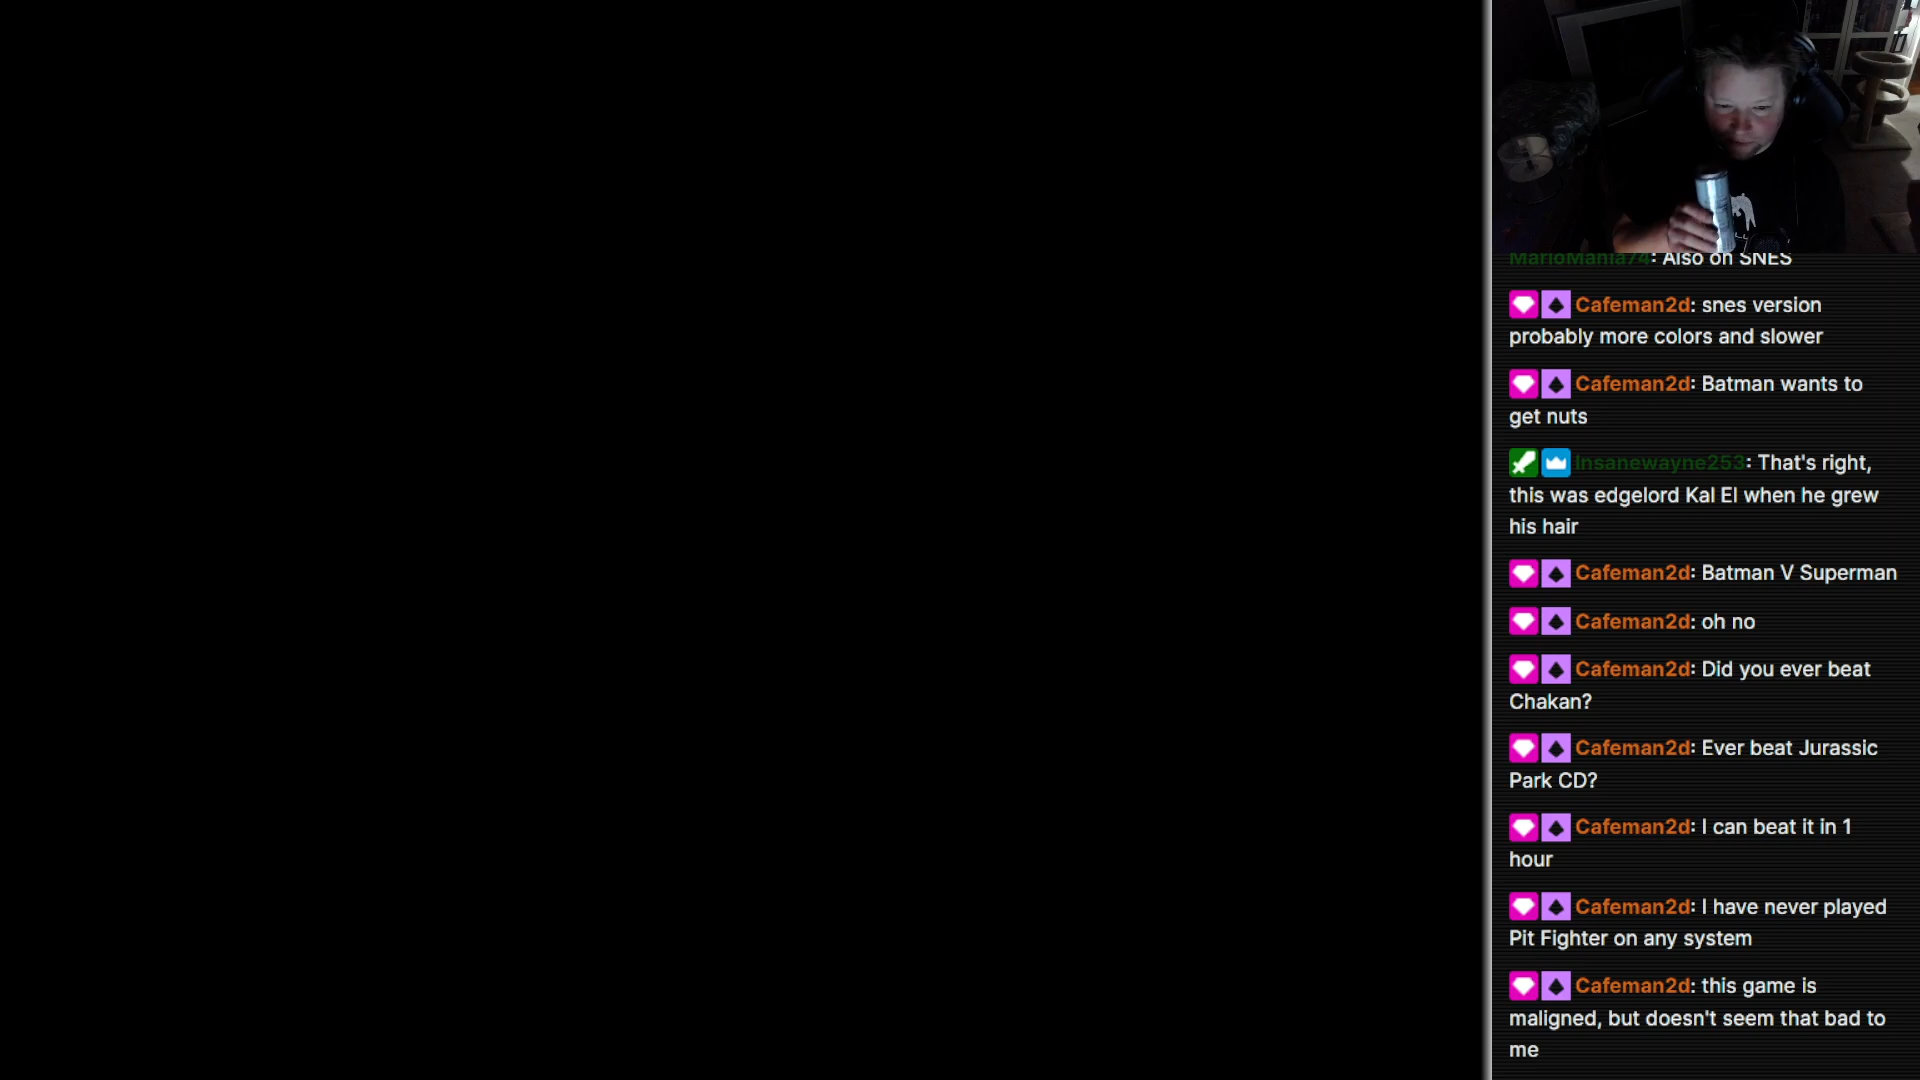 MarioMania74: Also on SNES
Cafeman2d: snes version
probably more colors and slower
Cafeman2d: Batman wants to
get nuts
Insanewayne253: That's right,
this was edgelord Kal El when he grew
his hair
Cafeman2d: Batman V Superman
Cafeman2d: oh no
Cafeman2d: Did you ever beat
Chakan?
Cafeman2d: Ever beat Jurassic
Park CD?
Cafeman2d: I can beat it in 1
hour
Cafeman2d: I have never played
Pit Fighter on any system
Cafeman2d: this game is
maligned, but doesn't seem that bad to
me